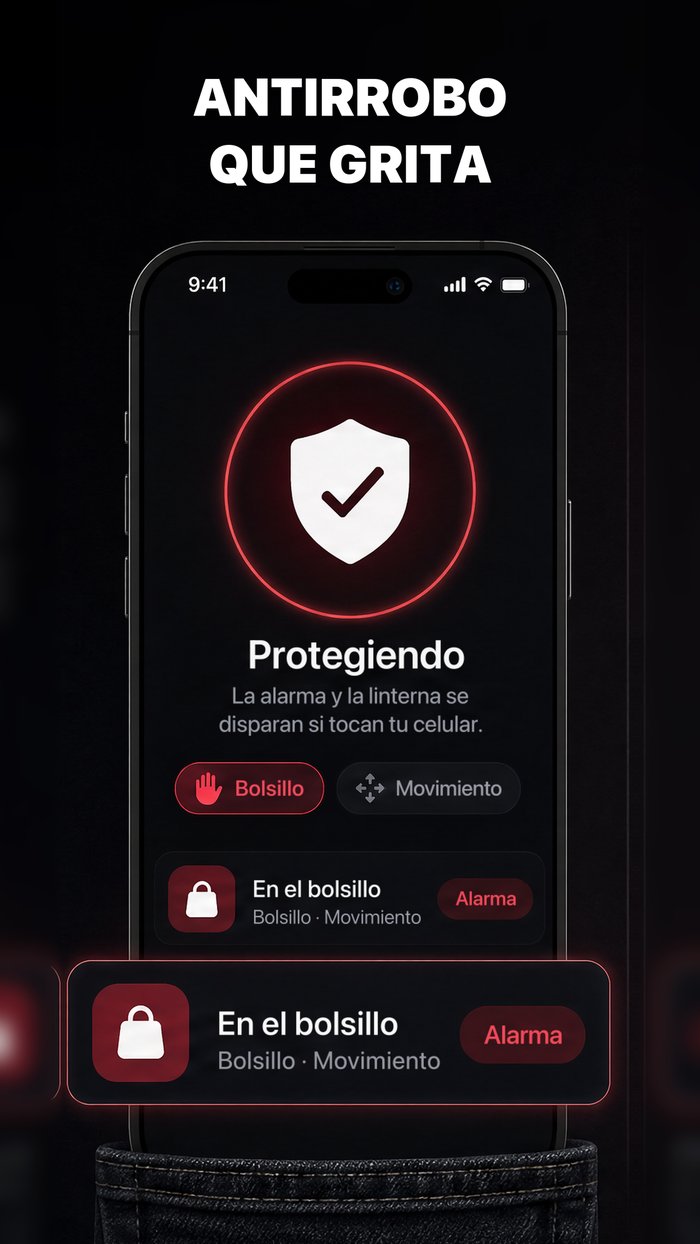 ANTIRROBO
QUE GRITA
9:41
Protegiendo
La alarma y la linterna se
disparan si tocan tu celular.
Bolsillo
Movimiento
En el bolsillo
Bolsillo · Movimiento
Alarma
En el bolsillo
Bolsillo · Movimiento
Alarma